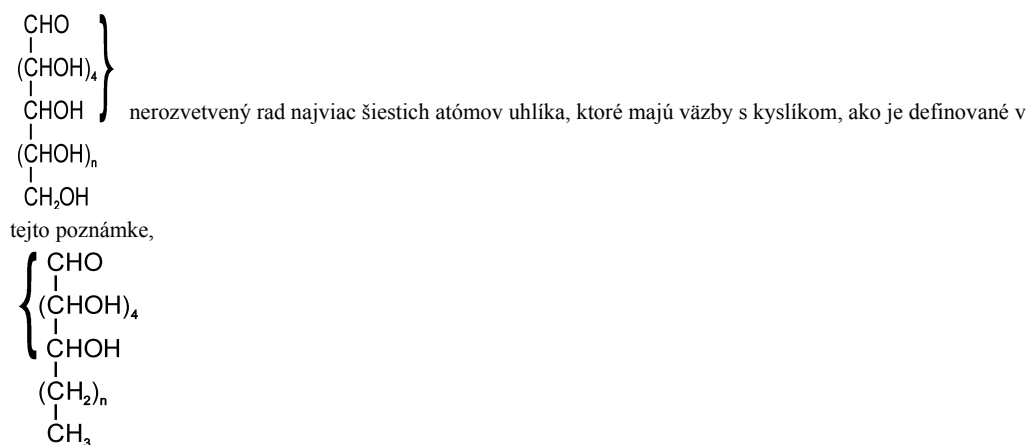 CHO
(CHOH)₄
CHOH
nerozvetvený rad najviac šiestich atómov uhlíka, ktoré majú väzby s kyslíkom, ako je definované v
(CHOH)ₙ
CH₂OH
tejto poznámke,
CHO
(CHOH)₄
CHOH
(CH₂)ₙ
CH₃